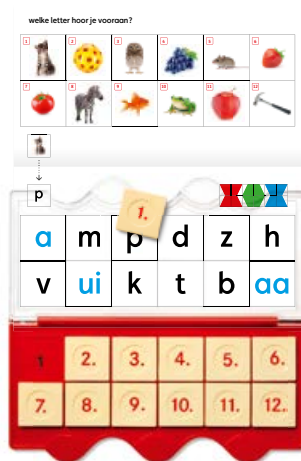 welke letter hoor je vooraan?
1 2 3 4 5 6
7 8 9 10 11 12
p
1.
a m p d z h
v ui k t b aa
1 2. 3. 4. 5. 6.
7. 8. 9. 10. 11. 12.